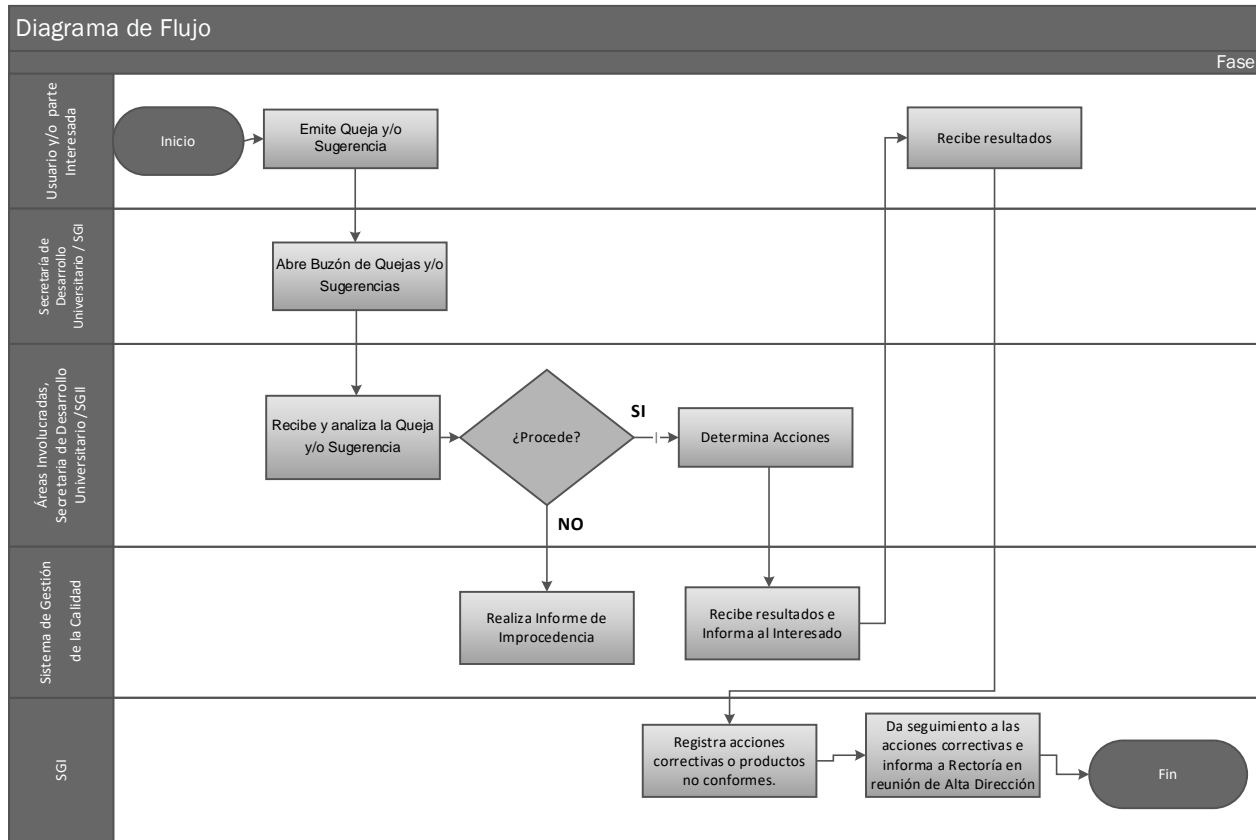 Diagrama de Flujo
Fase
Usuario y/o parte
Interesada
Inicio
Emite Queja y/o
Sugerencia
Recibe resultados
Secretaría de
Desarrollo
Universitario / SGI
Abre Buzón de Quejas y/o
Sugerencias
Áreas Involucradas,
Secretaria de Desarrollo
Universitario /SGII
Recibe y analiza la Queja
y/o Sugerencia
¿Procede?
SI
NO
Determina Acciones
Sistema de Gestión
de la Calidad
Realiza Informe de
Improcedencia
Recibe resultados e
Informa al Interesado
SGI
Registra acciones
correctivas o productos
no conformes.
Da seguimiento a las
acciones correctivas e
informa a Rectoría en
reunión de Alta Dirección
Fin